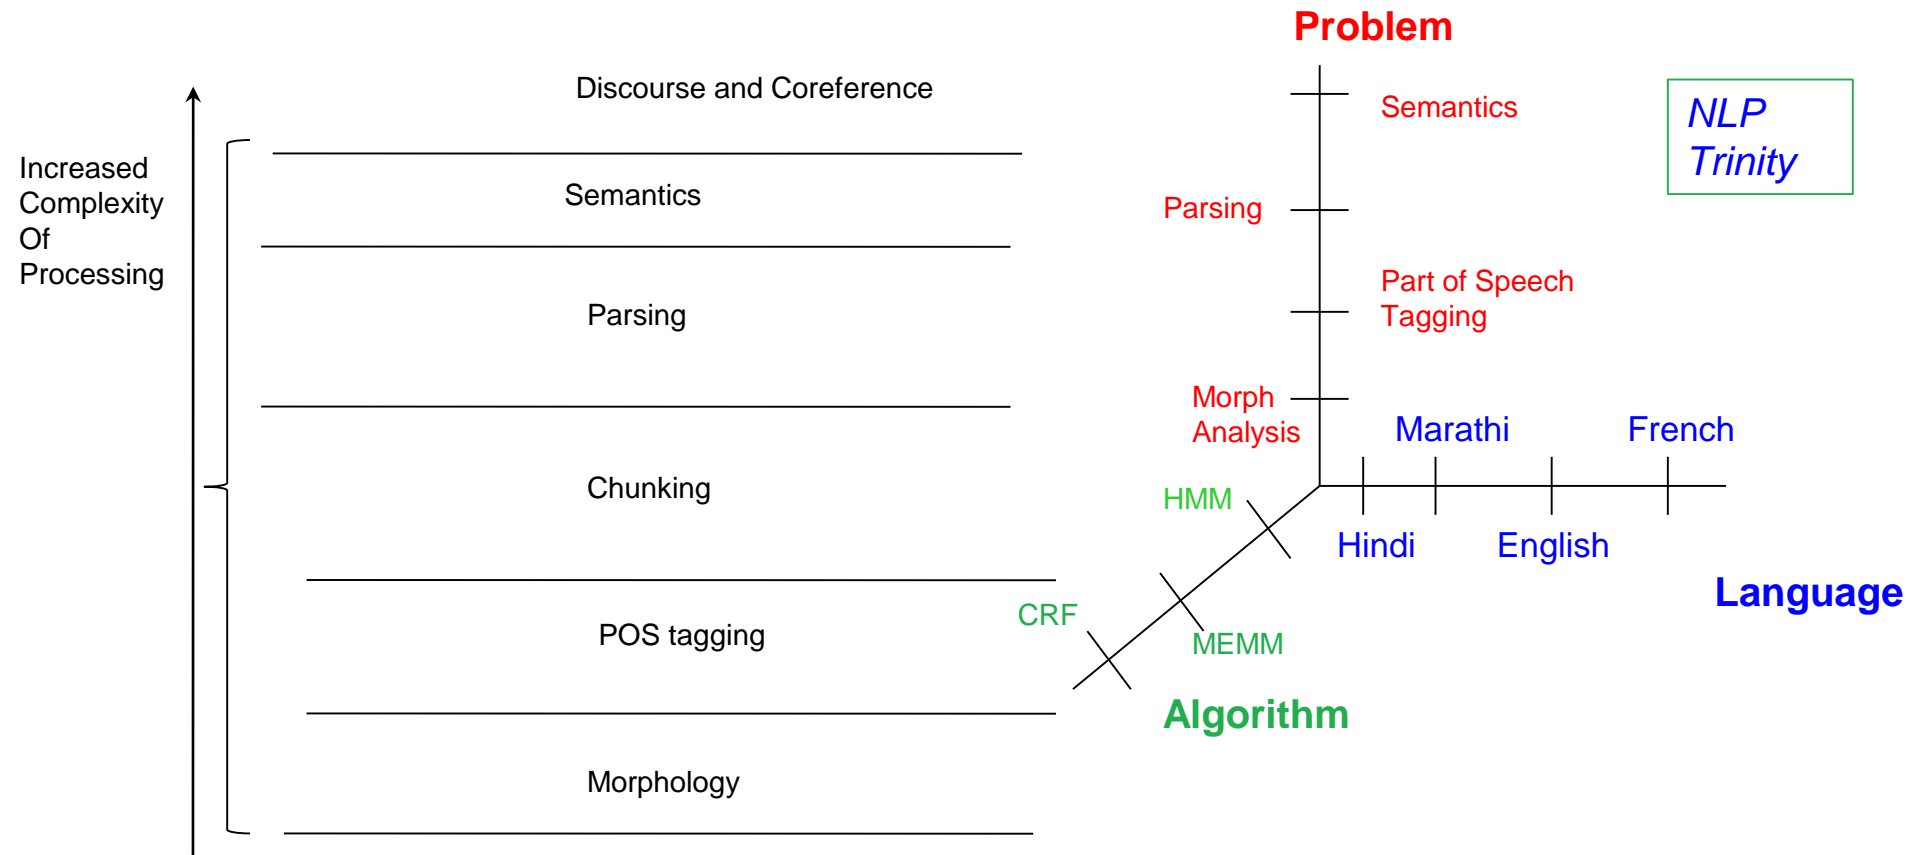 Increased
Complexity
Of
Processing
Discourse and Coreference
Semantics
Parsing
Chunking
POS tagging
Morphology
Problem
Semantics
Parsing
Part of Speech
Tagging
Morph
Analysis
NLP
Trinity
Marathi
French
Hindi
English
Language
HMM
CRF
MEMM
Algorithm